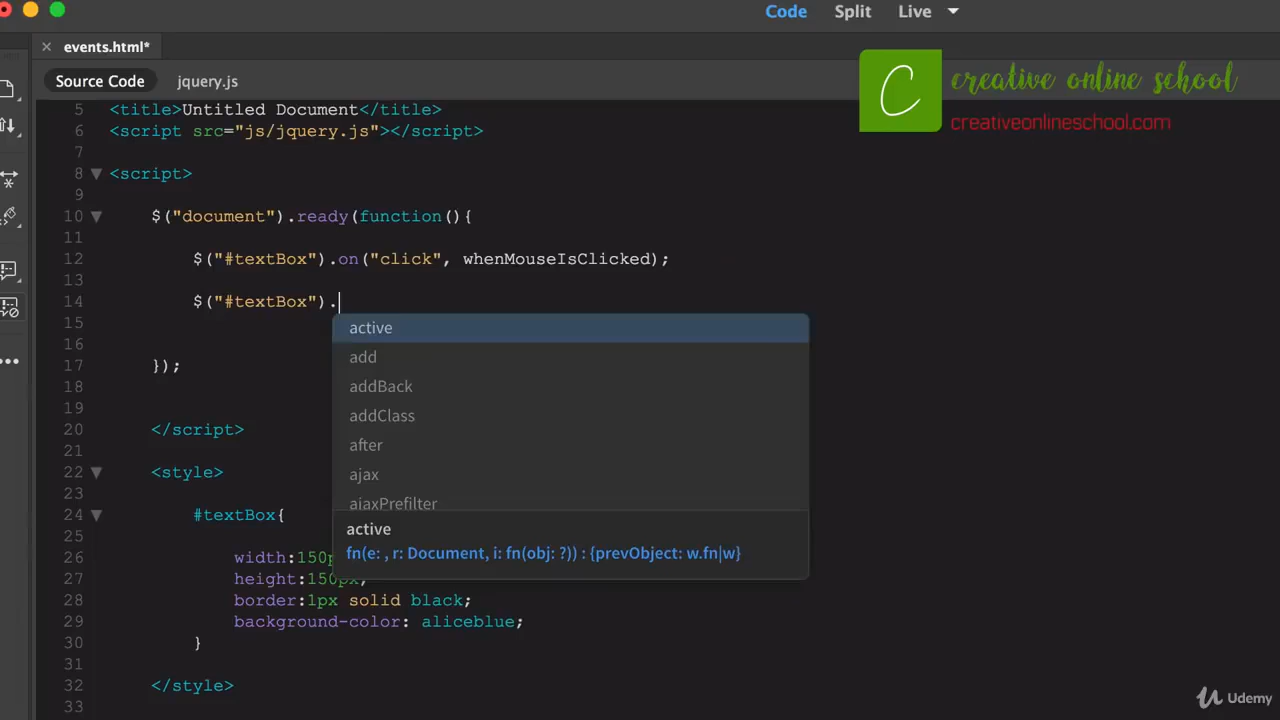 Code Split Live
events.html*
Source Code jquery.js
C creative online school
creativeonlineschool.com
5 <title>Untitled Document</title>
6 <script src="js/jquery.js"></script>
7
8 <script>
9
10 $("document").ready(function(){
11
12 $("#textBox").on("click", whenMouseIsClicked);
13
14 $("#textBox").
15
16
17 });
18
19
20 </script>
21
22 <style>
23
24 #textBox{
25
26 width:150p
27 height:150px;
28 border:1px solid black;
29 background-color: aliceblue;
30 }
31
32 </style>
33
active
add
addBack
addClass
after
ajax
ajaxPrefilter
active
fn(e: , r: Document, i: fn(obj: ?)) : {prevObject: w.fn|w}
Udemy